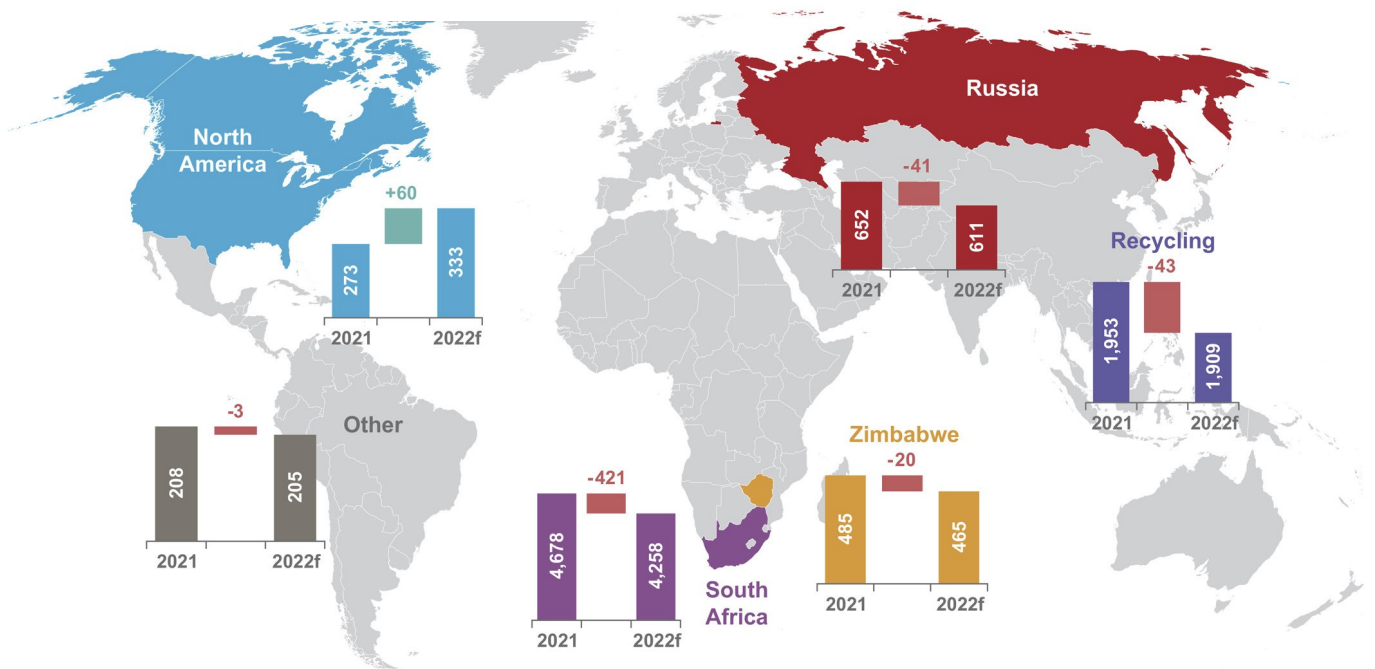 North
America
+60
273
333
2021
2022f
Russia
-41
652
611
2021
2022f
Recycling
-43
1,953
1,909
2021
2022f
Other
-3
208
205
2021
2022f
South
Africa
-421
4,678
4,258
2021
2022f
Zimbabwe
-20
485
465
2021
2022f